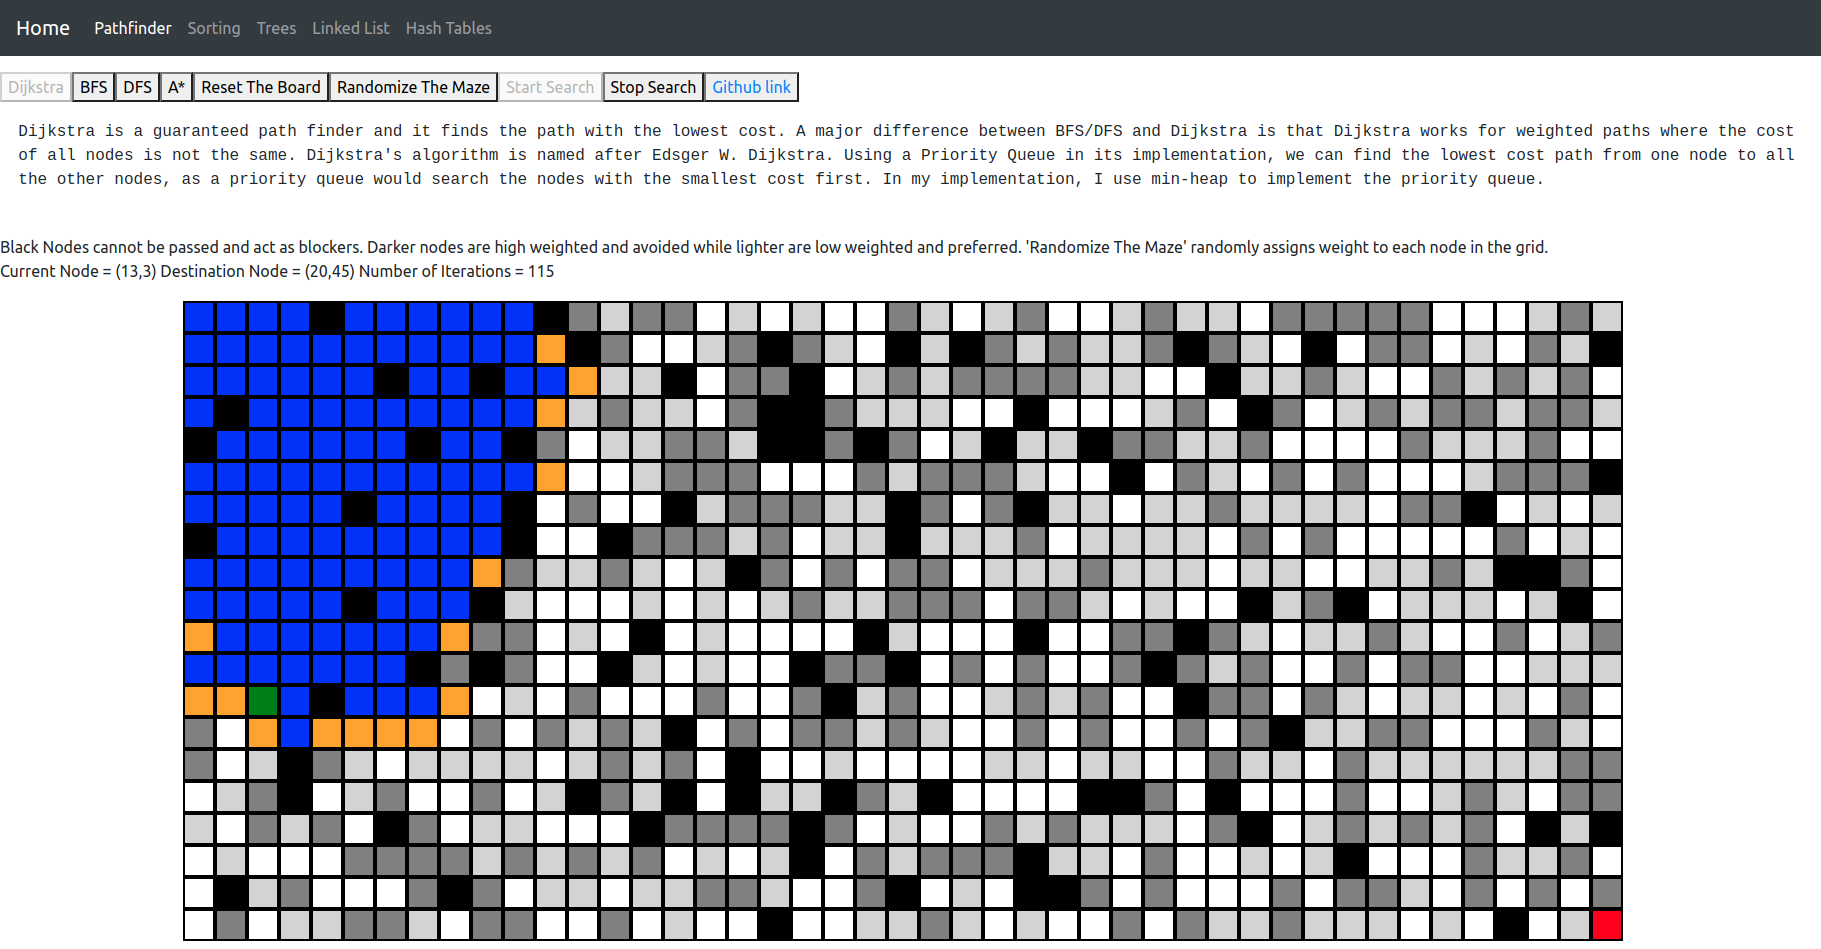 Home Pathfinder Sorting Trees Linked List Hash Tables
Dijkstra BFS DFS A* Reset The Board Randomize The Maze Start Search Stop Search Github link
Dijkstra is a guaranteed path finder and it finds the path with the lowest cost. A major difference between BFS/DFS and Dijkstra is that Dijkstra works for weighted paths where the cost
of all nodes is not the same. Dijkstra's algorithm is named after Edsger W. Dijkstra. Using a Priority Queue in its implementation, we can find the lowest cost path from one node to all
the other nodes, as a priority queue would search the nodes with the smallest cost first. In my implementation, I use min-heap to implement the priority queue.
Black Nodes cannot be passed and act as blockers. Darker nodes are high weighted and avoided while lighter are low weighted and preferred. 'Randomize The Maze' randomly assigns weight to each node in the grid.
Current Node = (13,3) Destination Node = (20,45) Number of Iterations = 115